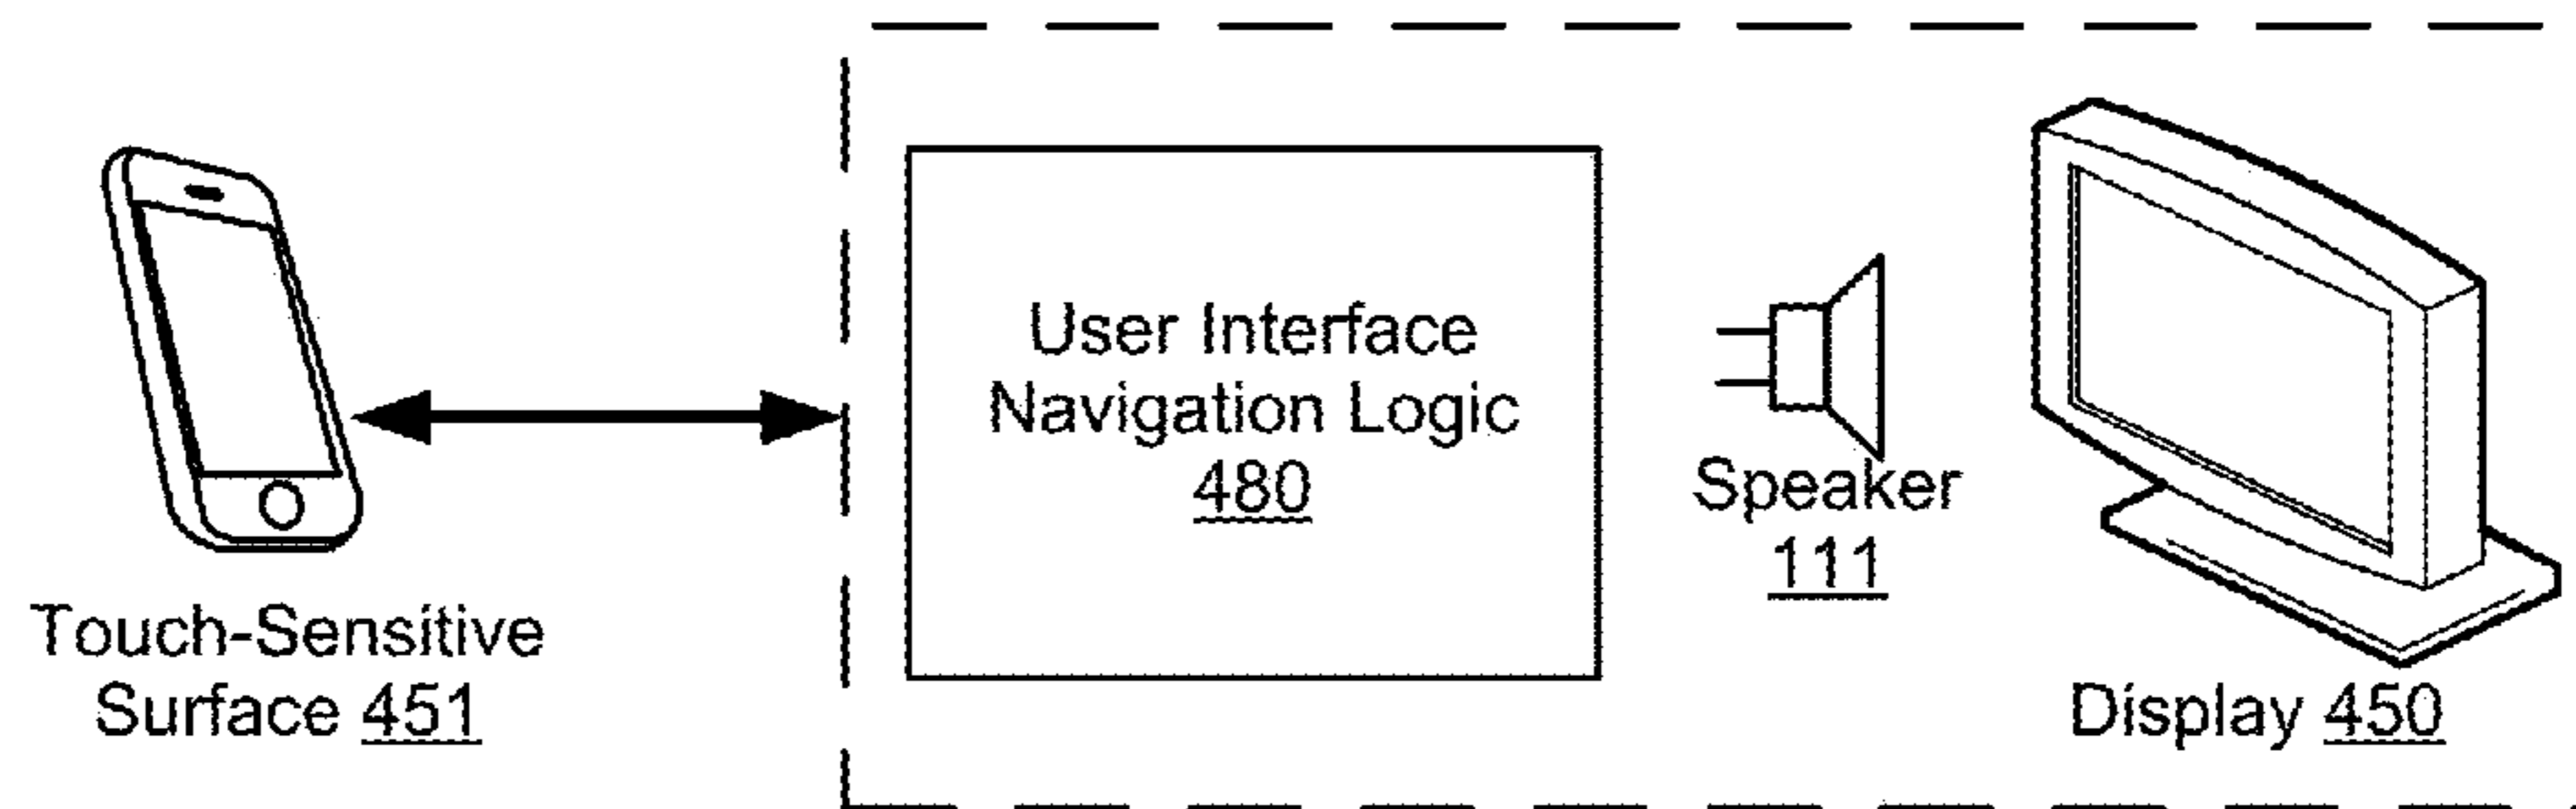 User Interface
Navigation Logic
480
Speaker
111
Touch-Sensitive
Surface 451
Display 450